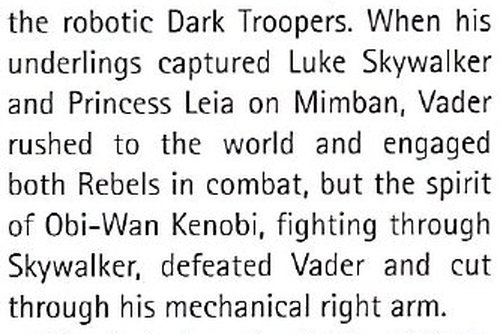 the robotic Dark Troopers. When his
underlings captured Luke Skywalker
and Princess Leia on Mimban, Vader
rushed to the world and engaged
both Rebels in combat, but the spirit
of Obi-Wan Kenobi, fighting through
Skywalker, defeated Vader and cut
through his mechanical right arm.